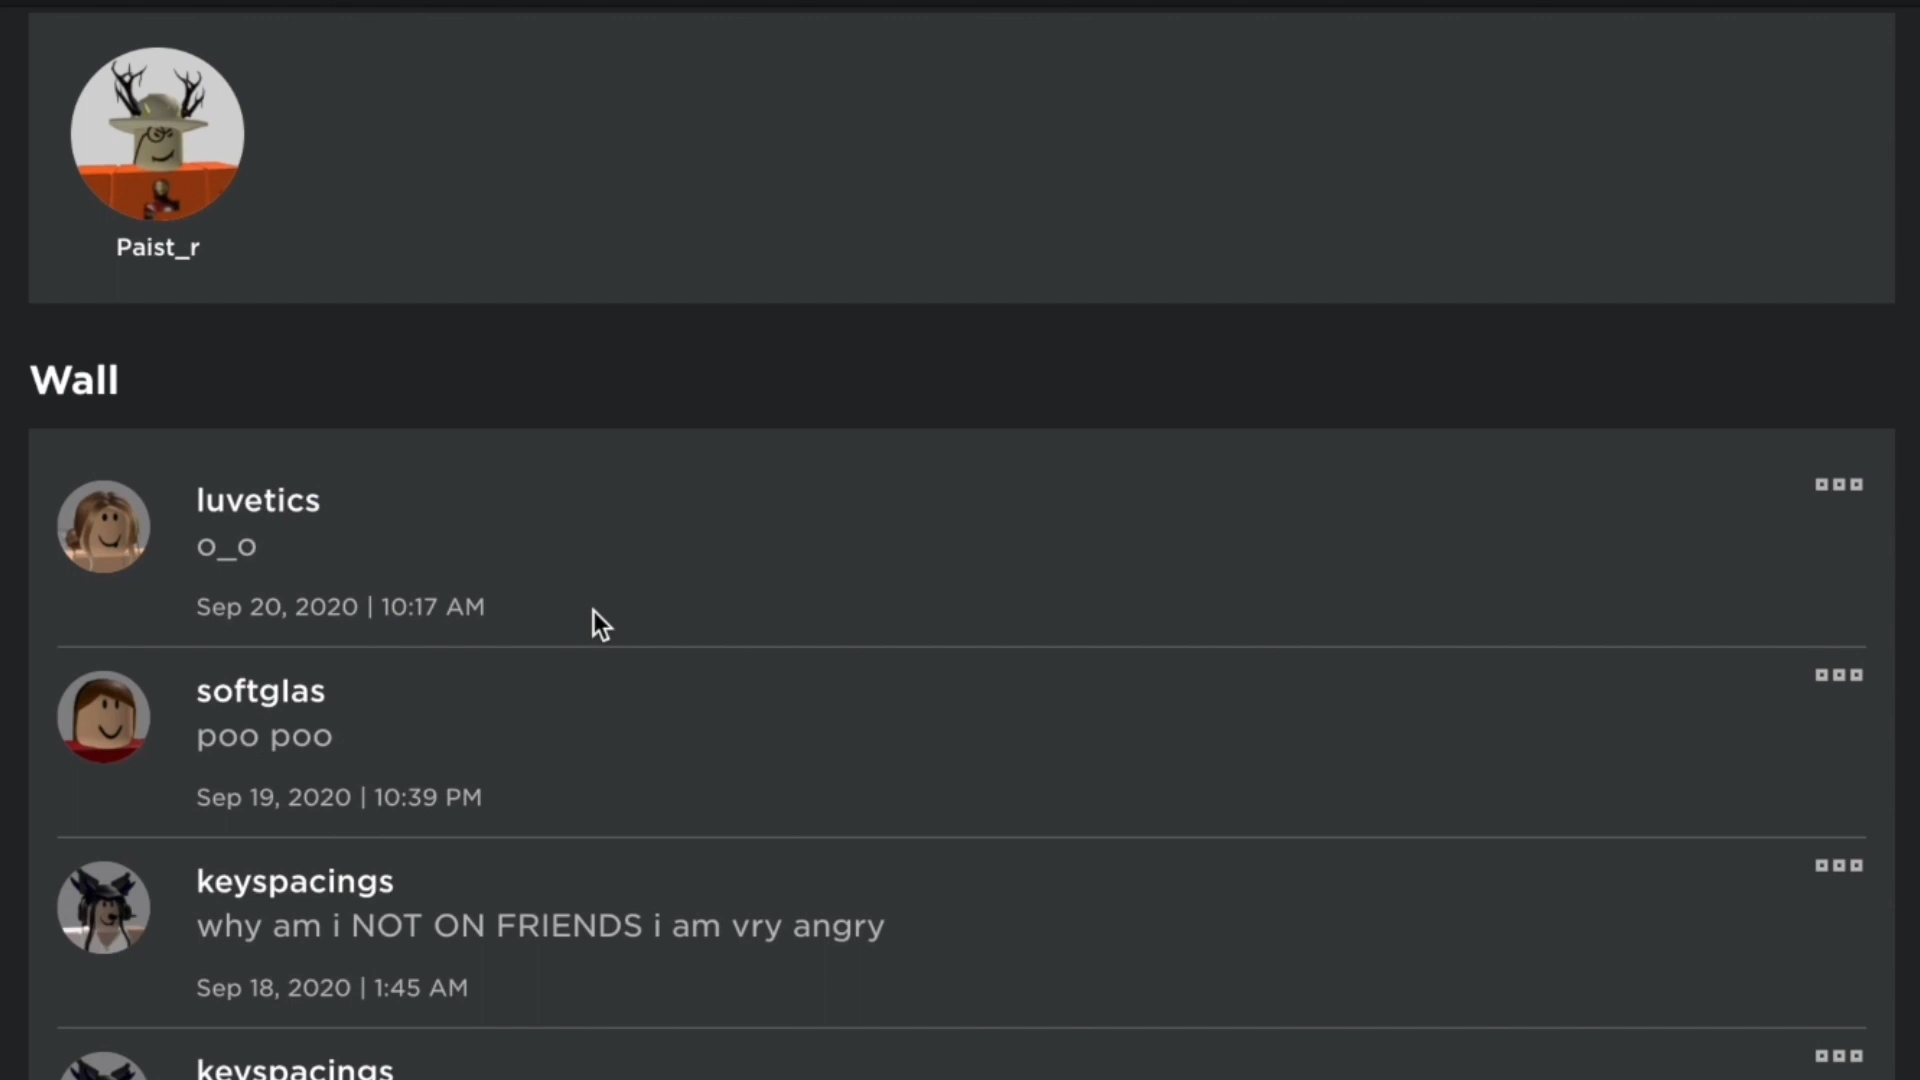 Paist_r
Wall
luvetics
o_o
Sep 20, 2020 | 10:17 AM
softglas
poo poo
Sep 19, 2020 | 10:39 PM
keyspacings
why am i NOT ON FRIENDS i am vry angry
Sep 18, 2020 | 1:45 AM
keyspacings